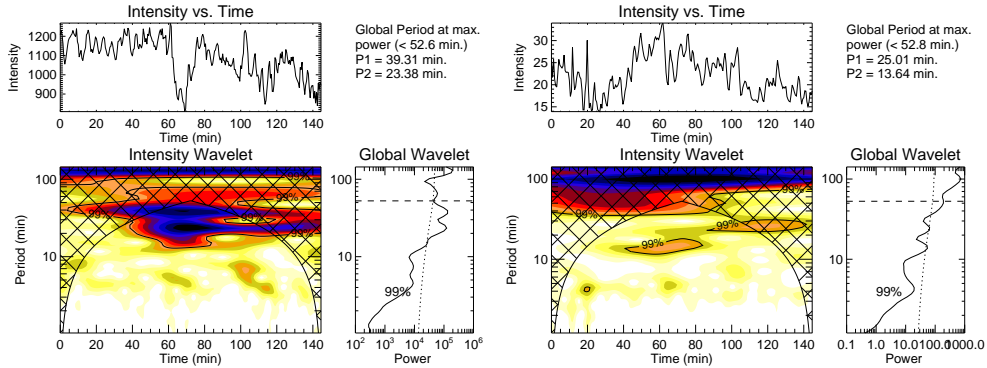 Intensity vs. Time
Intensity
1200
1100
1000
900
0 20 40 60 80 100 120 140
Time (min)
Global Period at max.
power (< 52.6 min.)
P1 = 39.31 min.
P2 = 23.38 min.
Intensity Wavelet
Period (min)
100
10
99%
99%
99%
99%
99%
0 20 40 60 80 100 120 140
Time (min)
Global Wavelet
100
10
99%
10² 10³ 10⁴ 10⁵ 10⁶
Power
Intensity vs. Time
Intensity
30
25
20
15
0 20 40 60 80 100 120 140
Time (min)
Global Period at max.
power (< 52.8 min.)
P1 = 25.01 min.
P2 = 13.64 min.
Intensity Wavelet
Period (min)
100
10
99%
99%
99%
0 20 40 60 80 100 120 140
Time (min)
Global Wavelet
100
10
99%
0.1 1.0 10.0 100.0 1000.0
Power